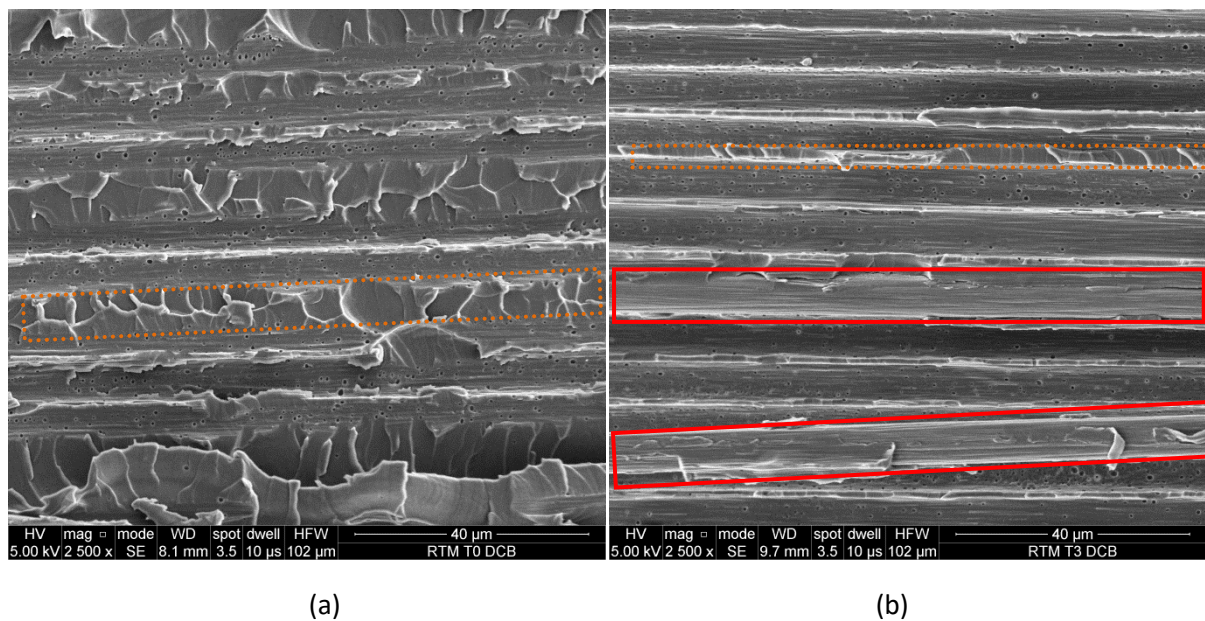 HV mag □ mode WD spot dwell HFW 40 µm
5.00 kV 2 500 x SE 8.1 mm 3.5 10 µs 102 µm RTM T0 DCB
HV mag □ mode WD spot dwell HFW 40 µm
5.00 kV 2 500 x SE 9.7 mm 3.5 10 µs 102 µm RTM T3 DCB
(a)
(b)